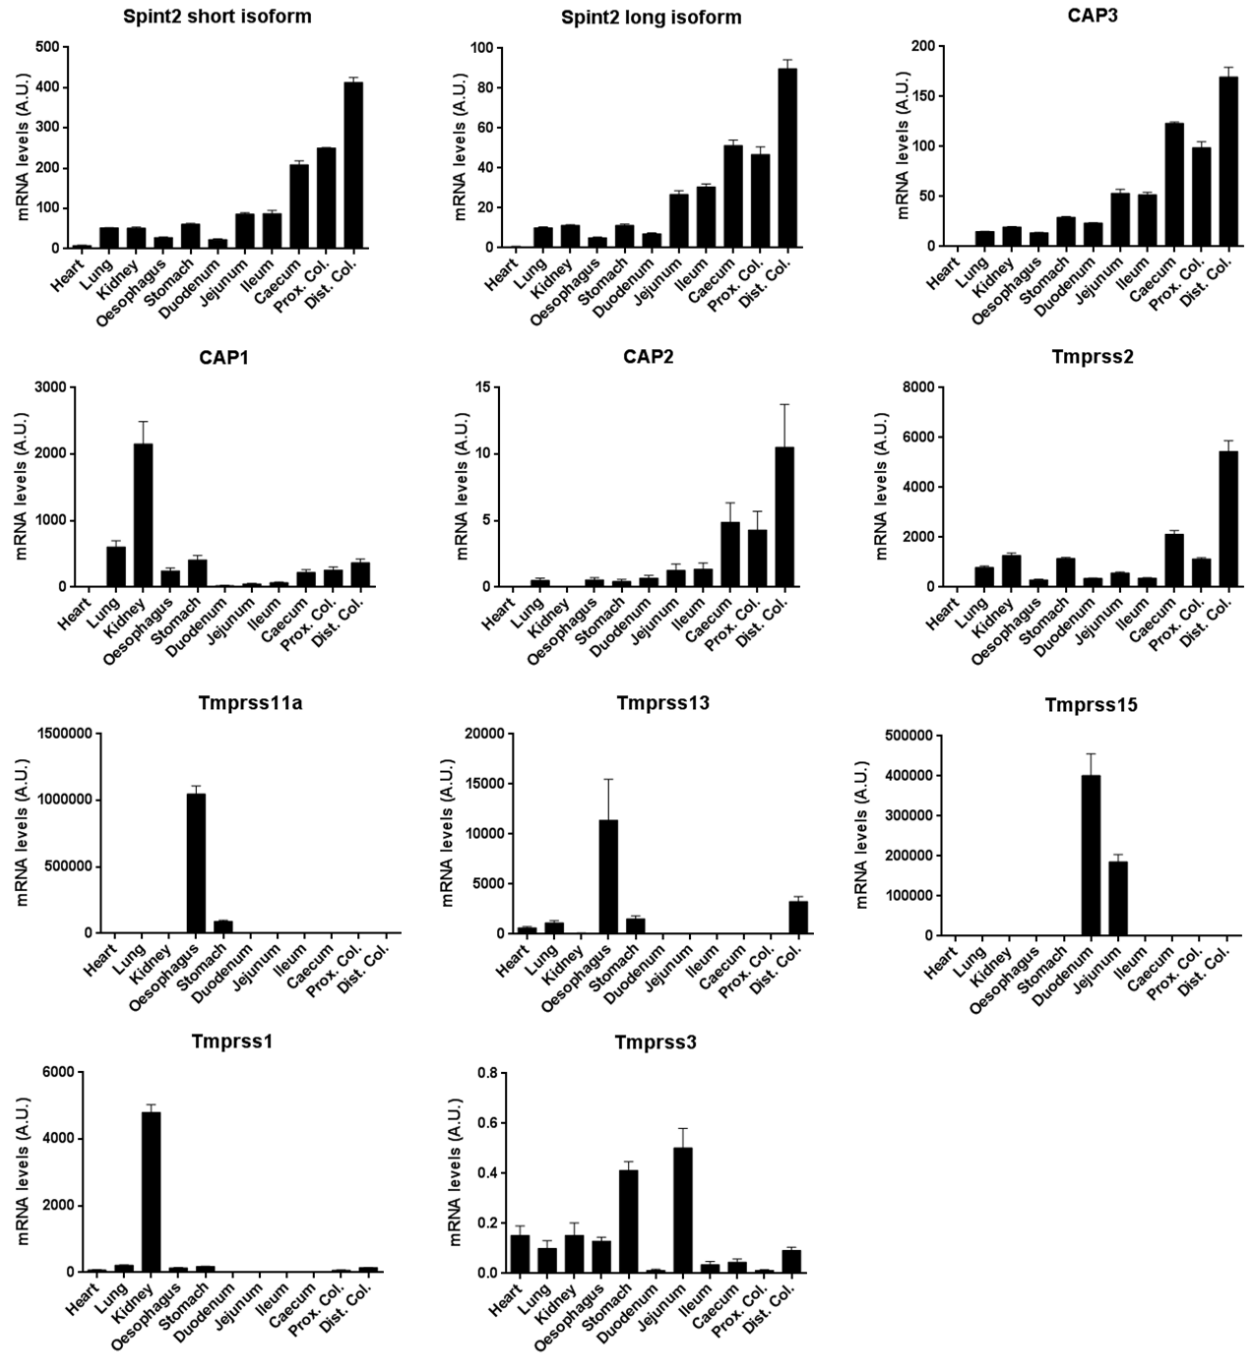 Spint2 short isoform
mRNA levels (A.U.)
500
400
300
200
100
0
Heart
Lung
Kidney
Oesophagus
Stomach
Duodenum
Jejunum
Ileum
Caecum
Prox. Col.
Dist. Col.
Spint2 long isoform
mRNA levels (A.U.)
100
80
60
40
20
0
Heart
Lung
Kidney
Oesophagus
Stomach
Duodenum
Jejunum
Ileum
Caecum
Prox. Col.
Dist. Col.
CAP3
mRNA levels (A.U.)
200
150
100
50
0
Heart
Lung
Kidney
Oesophagus
Stomach
Duodenum
Jejunum
Ileum
Caecum
Prox. Col.
Dist. Col.
CAP1
mRNA levels (A.U.)
3000
2000
1000
0
Heart
Lung
Kidney
Oesophagus
Stomach
Duodenum
Jejunum
Ileum
Caecum
Prox. Col.
Dist. Col.
CAP2
mRNA levels (A.U.)
15
10
5
0
Heart
Lung
Kidney
Oesophagus
Stomach
Duodenum
Jejunum
Ileum
Caecum
Prox. Col.
Dist. Col.
Tmprss2
mRNA levels (A.U.)
8000
6000
4000
2000
0
Heart
Lung
Kidney
Oesophagus
Stomach
Duodenum
Jejunum
Ileum
Caecum
Prox. Col.
Dist. Col.
Tmprss11a
mRNA levels (A.U.)
1500000
1000000
500000
0
Heart
Lung
Kidney
Oesophagus
Stomach
Duodenum
Jejunum
Ileum
Caecum
Prox. Col.
Dist. Col.
Tmprss13
mRNA levels (A.U.)
20000
15000
10000
5000
0
Heart
Lung
Kidney
Oesophagus
Stomach
Duodenum
Jejunum
Ileum
Caecum
Prox. Col.
Dist. Col.
Tmprss15
mRNA levels (A.U.)
500000
400000
300000
200000
100000
0
Heart
Lung
Kidney
Oesophagus
Stomach
Duodenum
Jejunum
Ileum
Caecum
Prox. Col.
Dist. Col.
Tmprss1
mRNA levels (A.U.)
6000
4000
2000
0
Heart
Lung
Kidney
Oesophagus
Stomach
Duodenum
Jejunum
Ileum
Caecum
Prox. Col.
Dist. Col.
Tmprss3
mRNA levels (A.U.)
0.8
0.6
0.4
0.2
0.0
Heart
Lung
Kidney
Oesophagus
Stomach
Duodenum
Jejunum
Ileum
Caecum
Prox. Col.
Dist. Col.